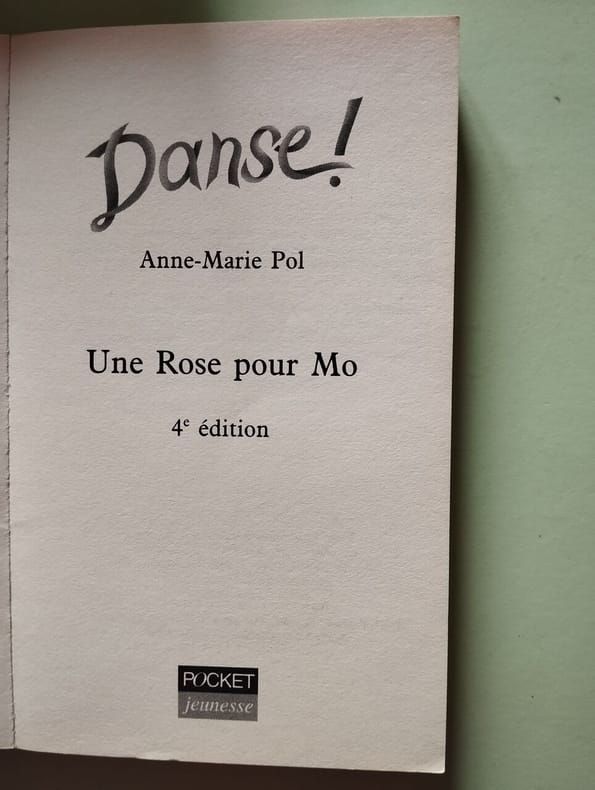 Danse!
Anne-Marie Pol
Une Rose pour Mo
4e édition
POCKET
jeunesse